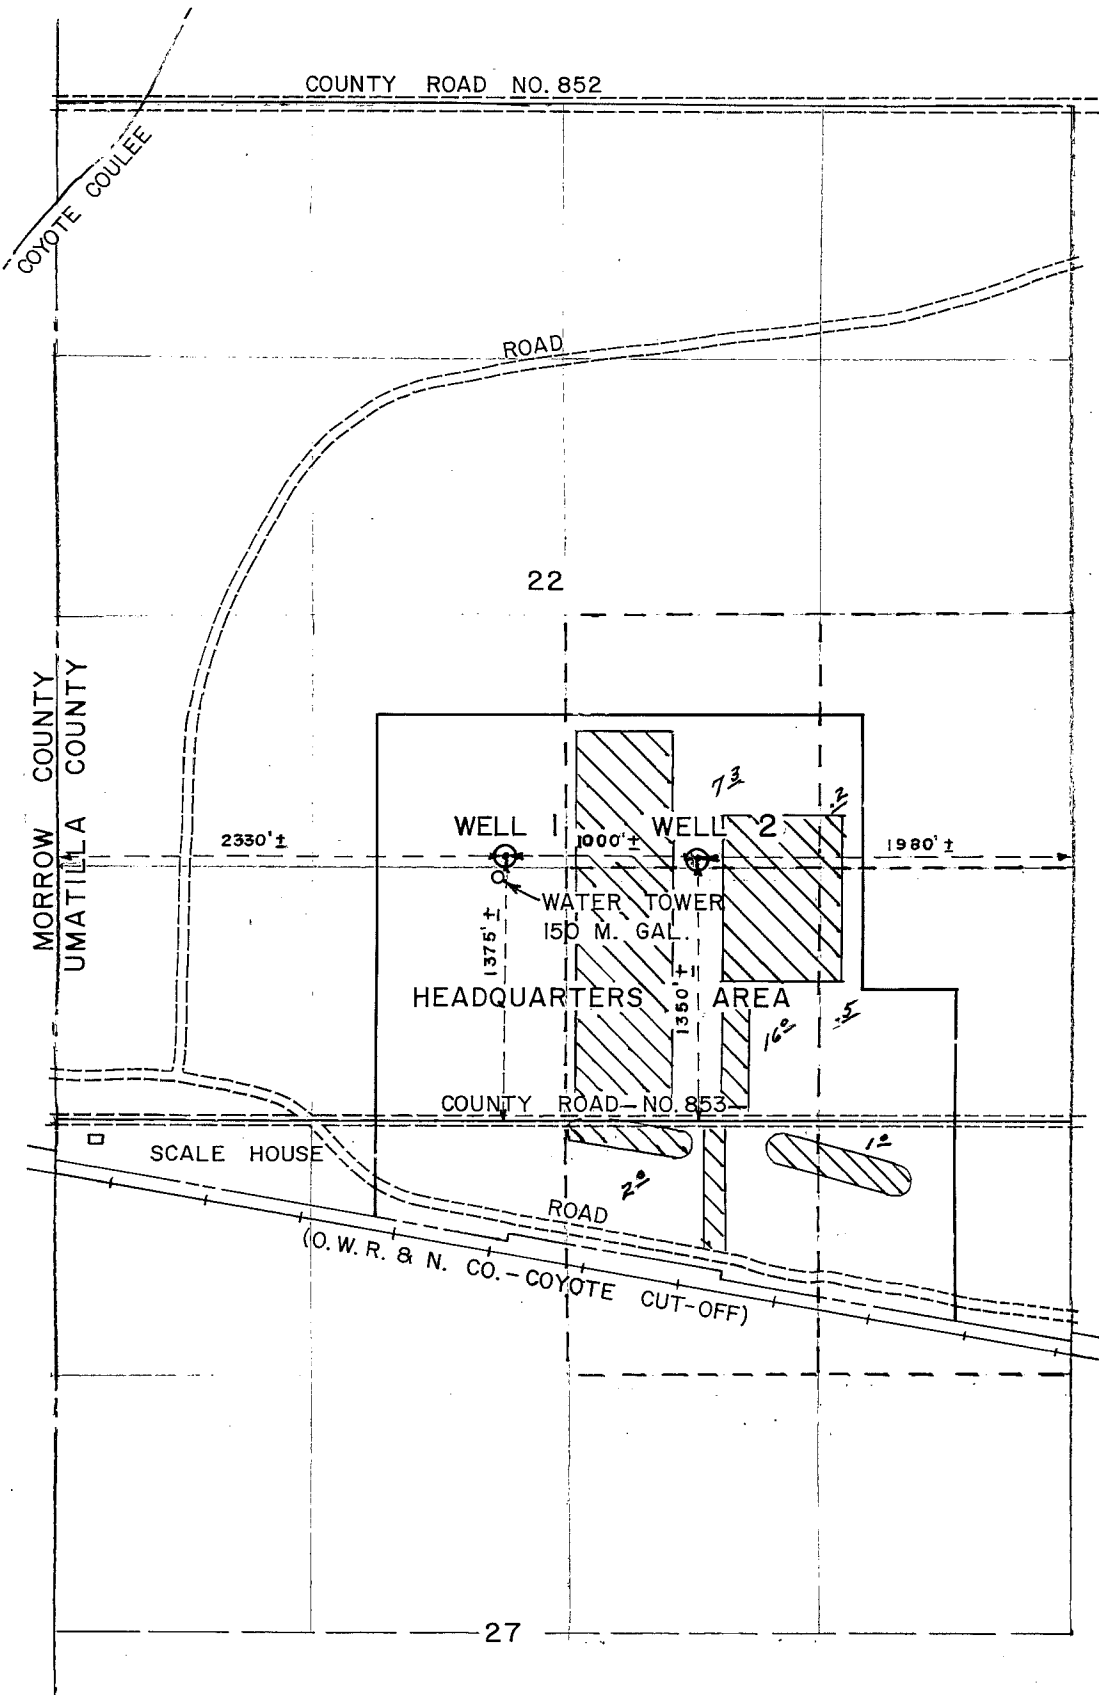 COUNTY ROAD NO. 852
COYOTE COULEE
ROAD
22
MORROW COUNTY
UMATILLA COUNTY
7 3
.2
WELL 1
WELL 2
2330' ±
1000' ±
1980' ±
WATER TOWER
150 M. GAL.
1375' ±
1350' ±
HEADQUARTERS AREA
16 0
.5
COUNTY ROAD NO. 853
SCALE HOUSE
1 0
2 0
ROAD
(O. W. R. & N. CO. - COYOTE CUT-OFF)
27